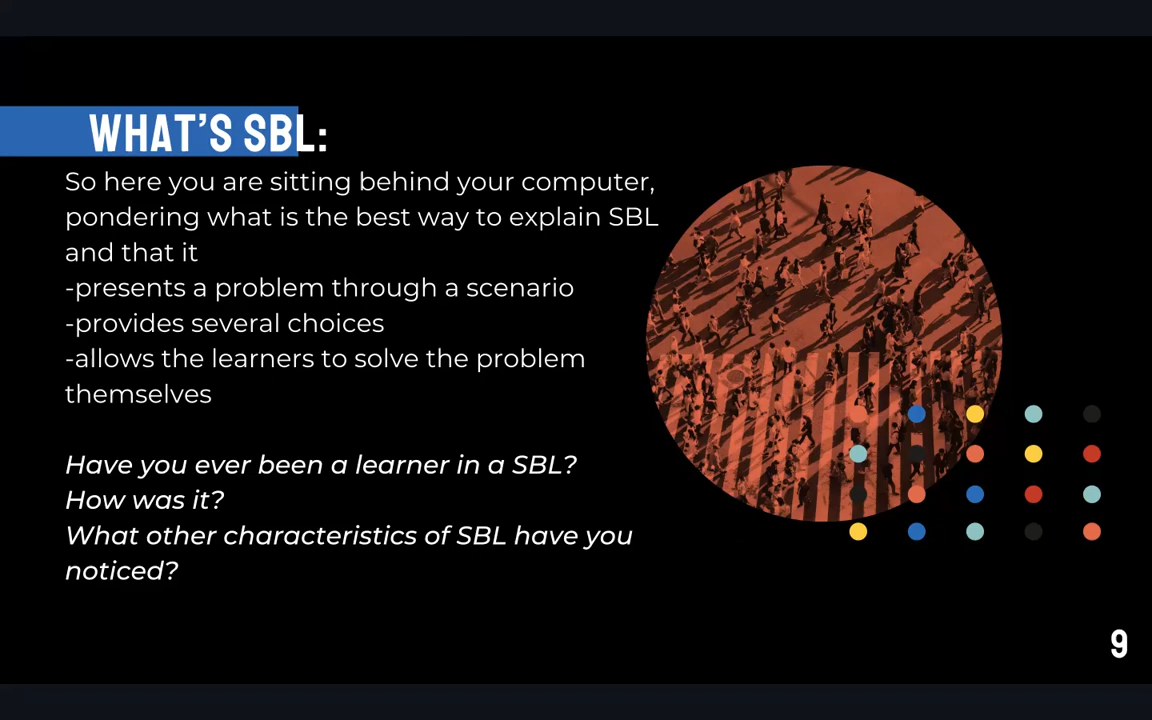 WHAT'S SBL:
So here you are sitting behind your computer,
pondering what is the best way to explain SBL
and that it
-presents a problem through a scenario
-provides several choices
-allows the learners to solve the problem
themselves
Have you ever been a learner in a SBL?
How was it?
What other characteristics of SBL have you
noticed?
9